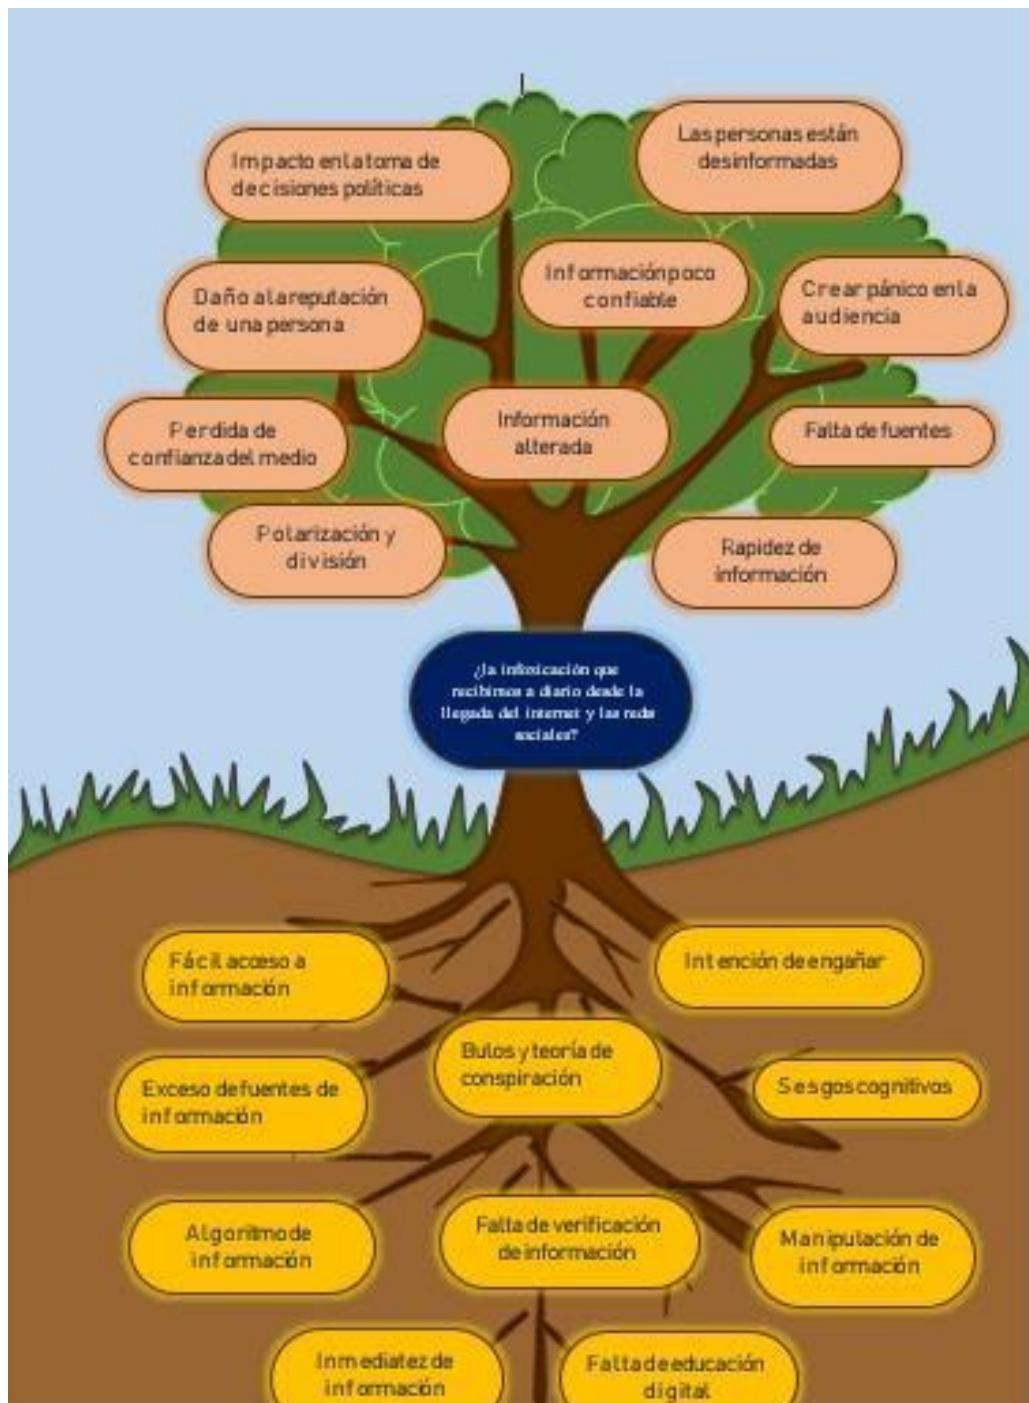 Las personas están
desinformadas
Impacto en la toma de
decisiones políticas
Información poco
confiable
Crear pánico en la
audiencia
Daño a la reputación
de una persona
Información
alterada
Falta de fuentes
Perdida de
confianza del medio
Polarización y
división
Rapidez de
información
¿la infoxicación que
recibimos a diario desde la
llegada del internet y las reds
sociales?
Fácil acceso a
información
Intención de engañar
Bulos y teoría de
conspiración
Sesgos cognitivos
Exceso de fuentes de
información
Falta de verificación
de información
Algoritmo de
información
Manipulación de
información
Inmediatez de
información
Falta de educación
digital